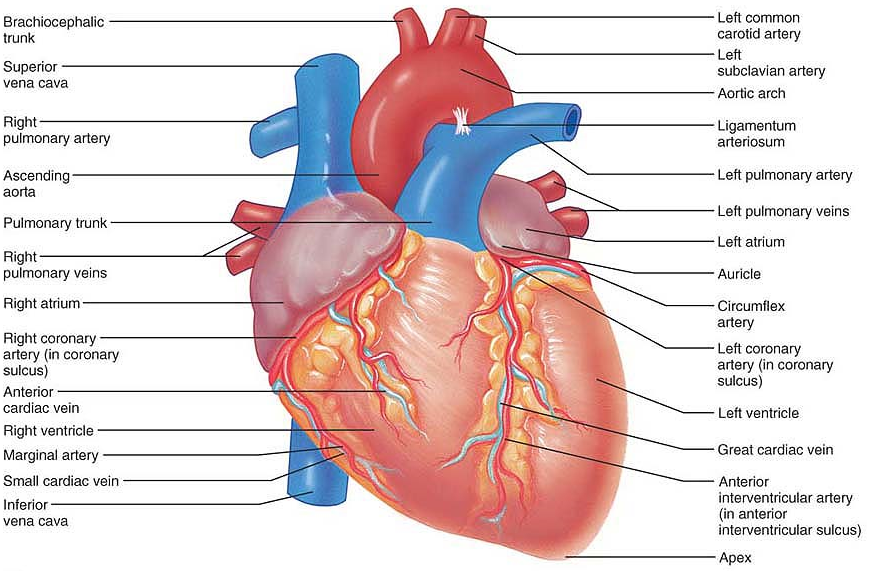 Brachiocephalic
trunk
Superior
vena cava
Right
pulmonary artery
Ascending
aorta
Pulmonary trunk
Right
pulmonary veins
Right atrium
Right coronary
artery (in coronary
sulcus)
Anterior
cardiac vein
Right ventricle
Marginal artery
Small cardiac vein
Inferior
vena cava
Left common
carotid artery
Left
subclavian artery
Aortic arch
Ligamentum
arteriosum
Left pulmonary artery
Left pulmonary veins
Left atrium
Auricle
Circumflex
artery
Left coronary
artery (in coronary
sulcus)
Left ventricle
Great cardiac vein
Anterior
interventricular artery
(in anterior
interventricular sulcus)
Apex